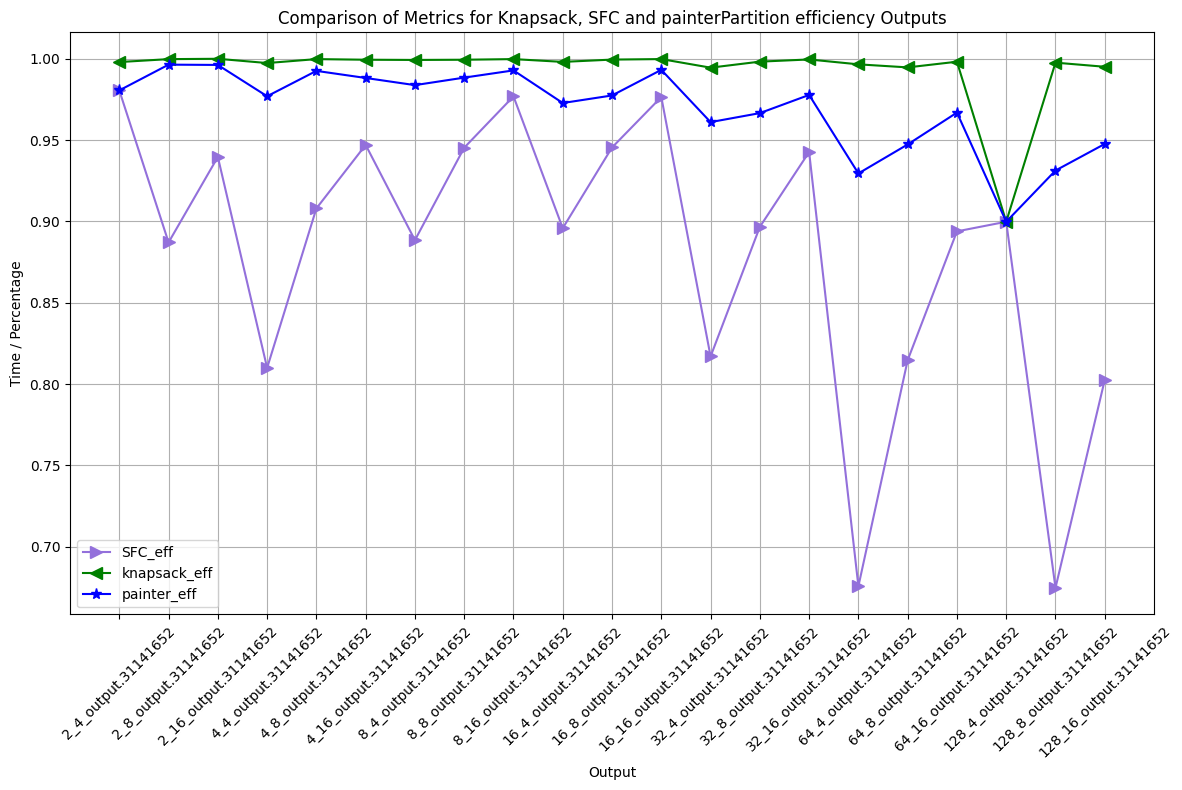 Comparison of Metrics for Knapsack, SFC and painterPartition efficiency Outputs
Time / Percentage
1.00
0.95
0.90
0.85
0.80
0.75
0.70
SFC_eff
knapsack_eff
painter_eff
2_4_output.31141652
2_8_output.31141652
2_16_output.31141652
4_4_output.31141652
4_8_output.31141652
4_16_output.31141652
8_4_output.31141652
8_8_output.31141652
8_16_output.31141652
16_4_output.31141652
16_8_output.31141652
16_16_output.31141652
32_4_output.31141652
32_8_output.31141652
32_16_output.31141652
64_4_output.31141652
64_8_output.31141652
64_16_output.31141652
128_4_output.31141652
128_8_output.31141652
128_16_output.31141652
Output